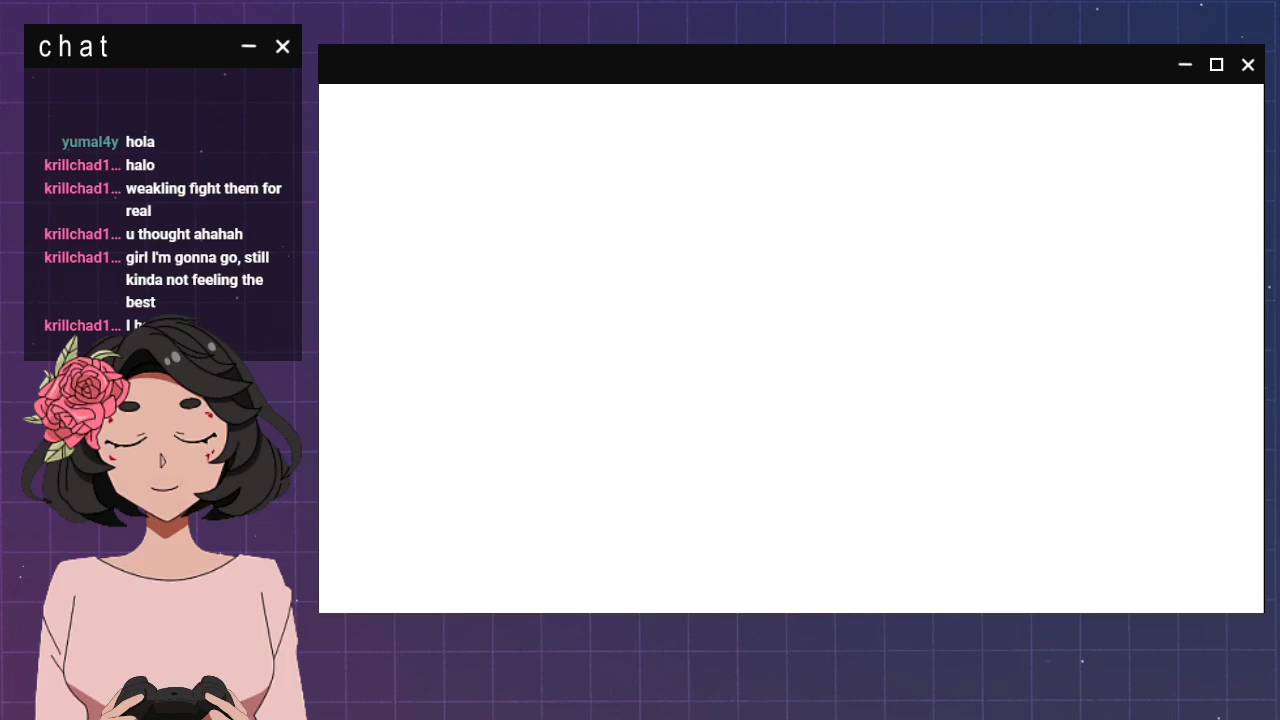 chat
yumal4y hola
krillchad1... halo
krillchad1... weakling fight them for
real
krillchad1... u thought ahahah
krillchad1... girl I'm gonna go, still
kinda not feeling the
best
krillchad1... I